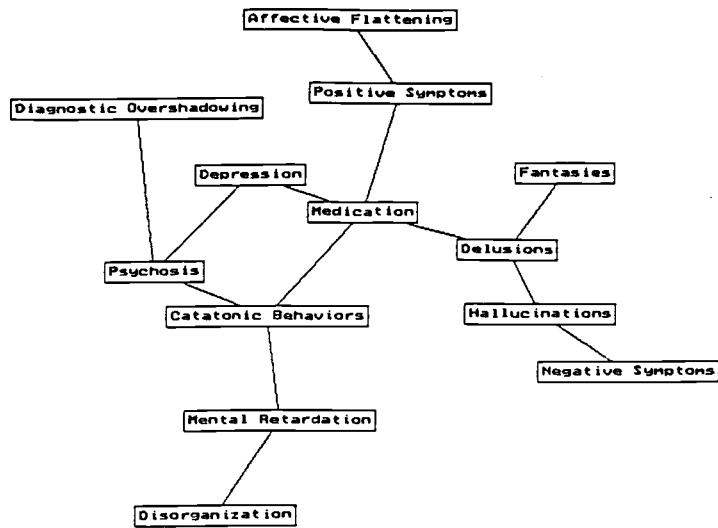 Affective Flattening
Positive Symptoms
Diagnostic Overshadowing
Depression
Fantasies
Medication
Delusions
Psychosis
Catatonic Behaviors
Hallucinations
Negative Symptoms
Mental Retardation
Disorganization